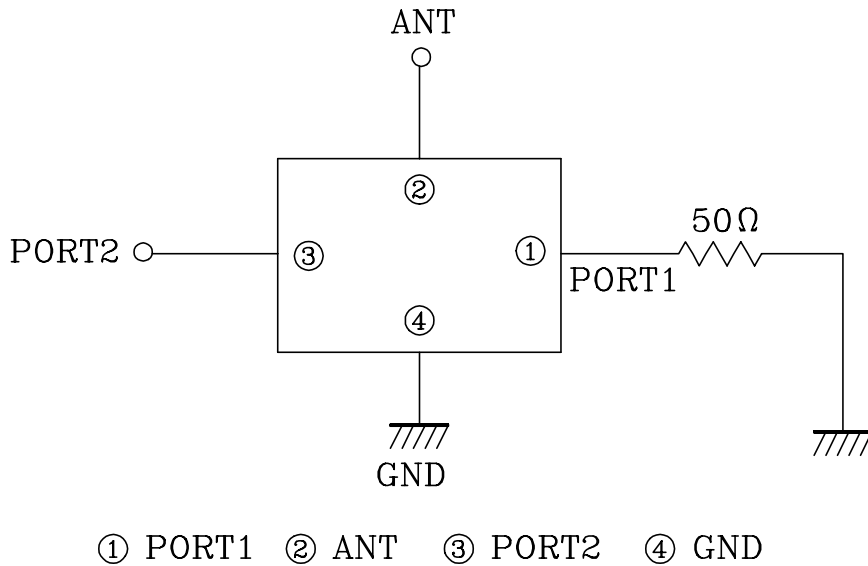 ANT
②
50Ω
PORT2 ③ ①
PORT1
④
GND
① PORT1 ② ANT ③ PORT2 ④ GND